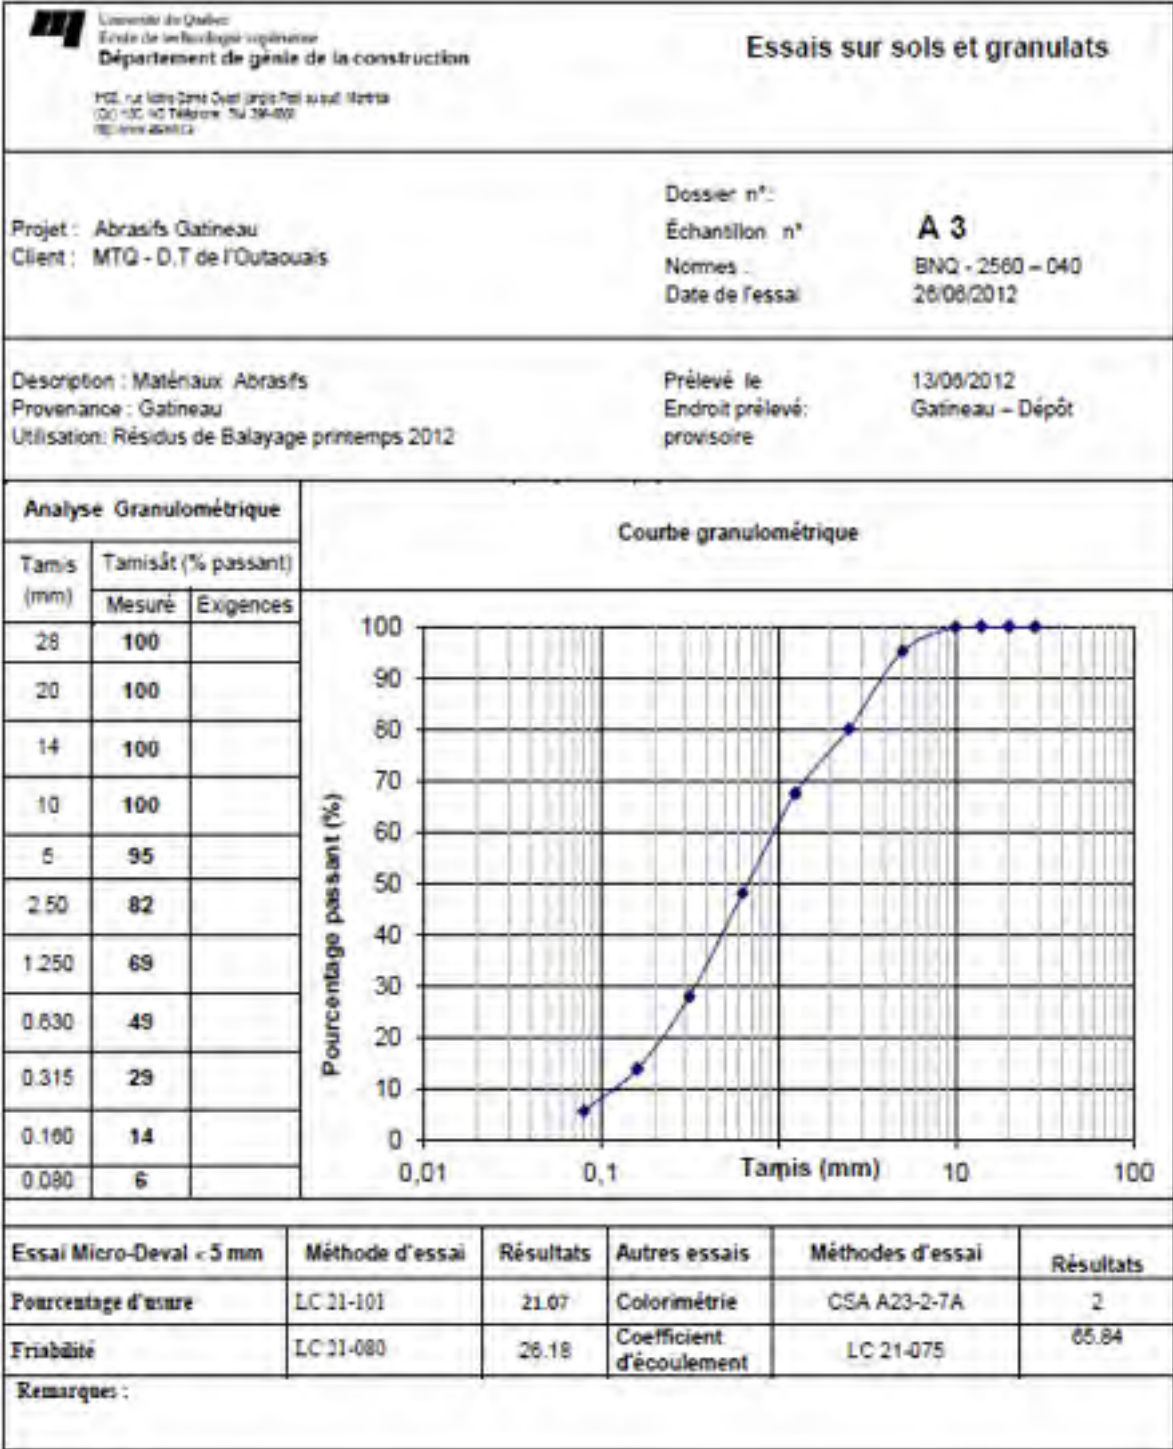 Université du Québec
École de technologie supérieure
Département de génie de la construction
Essais sur sols et granulats
Projet : Abrasifs Gatineau
Client : MTQ - D.T de l'Outaouais
Dossier n°:
Échantillon n° A 3
Normes : BNQ - 2560 – 040
Date de l'essai 26/06/2012
Description : Matériaux Abrasifs
Provenance : Gatineau
Utilisation: Résidus de Balayage printemps 2012
Prélevé le 13/06/2012
Endroit prélevé: Gatineau – Dépôt
provisoire
Analyse Granulométrique
Tamis (mm) Tamisât (% passant)
Mesuré Exigences
28 100
20 100
14 100
10 100
5 95
2.50 82
1.250 69
0.630 49
0.315 29
0.160 14
0.080 6
Courbe granulométrique
Pourcentage passant (%)
100
90
80
70
60
50
40
30
20
10
0
0,01 0,1 Tamis (mm) 10 100
Essai Micro-Deval < 5 mm Méthode d'essai Résultats Autres essais Méthodes d'essai Résultats
Pourcentage d'usure LC 21-101 21.07 Colorimétrie CSA A23-2-7A 2
Friabilité LC 21-080 26.18 Coefficient d'écoulement LC 21-075 65.84
Remarques :